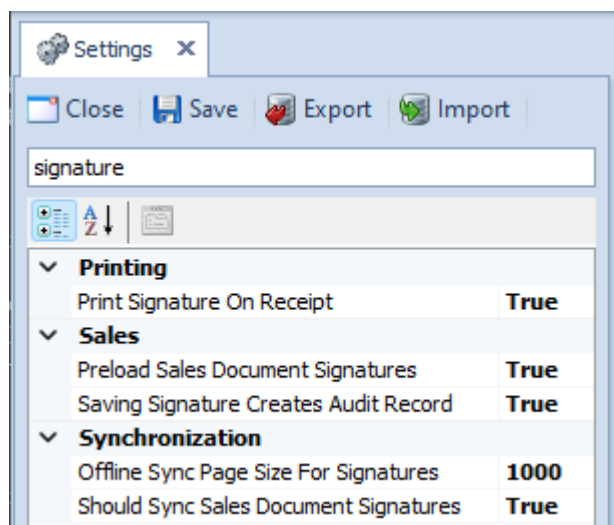 Settings
Close Save Export Import
signature
Printing
Print Signature On Receipt True
Sales
Preload Sales Document Signatures True
Saving Signature Creates Audit Record True
Synchronization
Offline Sync Page Size For Signatures 1000
Should Sync Sales Document Signatures True